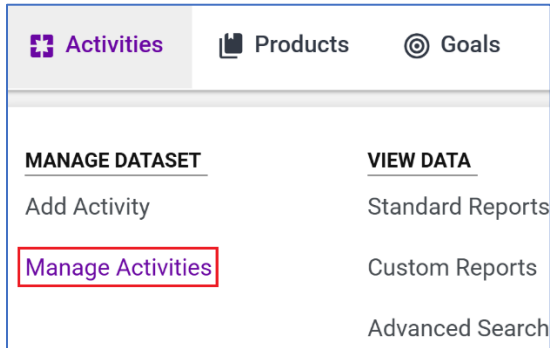 Activities Products Goals
MANAGE DATASET
Add Activity
Manage Activities
VIEW DATA
Standard Reports
Custom Reports
Advanced Search